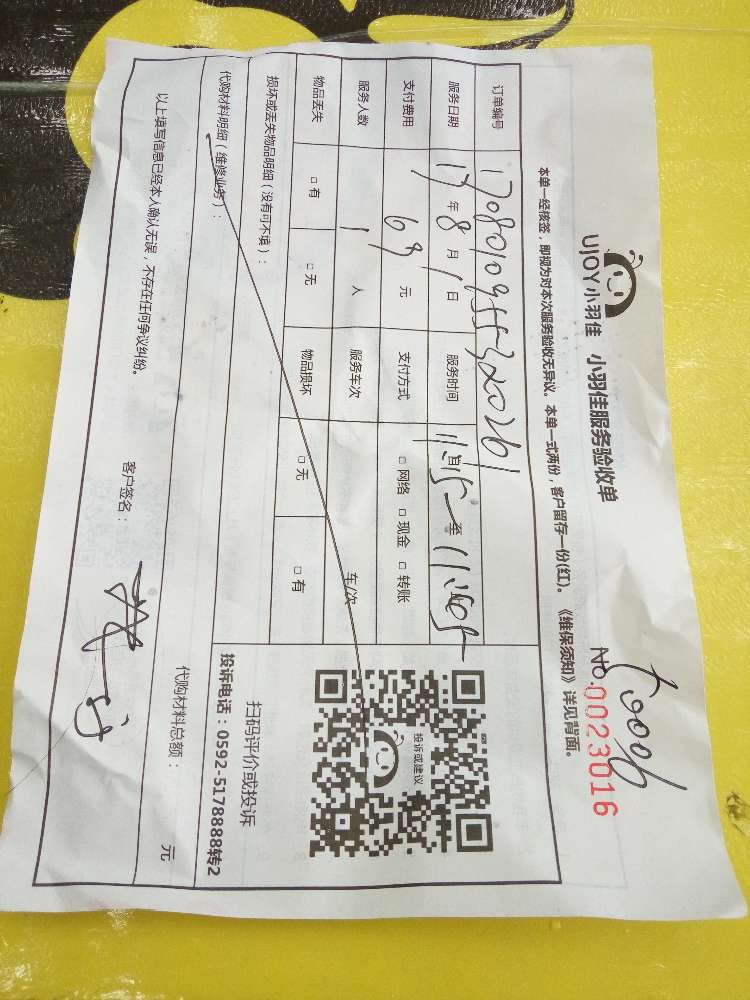 UJOY小羽佳 小羽佳服务验收单
No.0023016
本单一经核签，即视为对本次服务验收无异议。本单一式两份，客户留存一份(红)。《维保须知》详见背面。
订单编号
服务日期 17年8月1日 服务时间 至
支付费用 69元 支付方式 □网络 □现金 □转账
服务人数 1人 服务车次 车/次
物品丢失 □有 □无 物品损坏 □无 □有
损坏或丢失物品明细（没有可不填）：
投诉或建议
扫码评价或投诉
投诉电话：0592-5178888转2
代购材料明细（维修业务）：
代购材料总额： 元
以上填写信息已经本人确认无误，不存在任何争议纠纷。
客户签名：